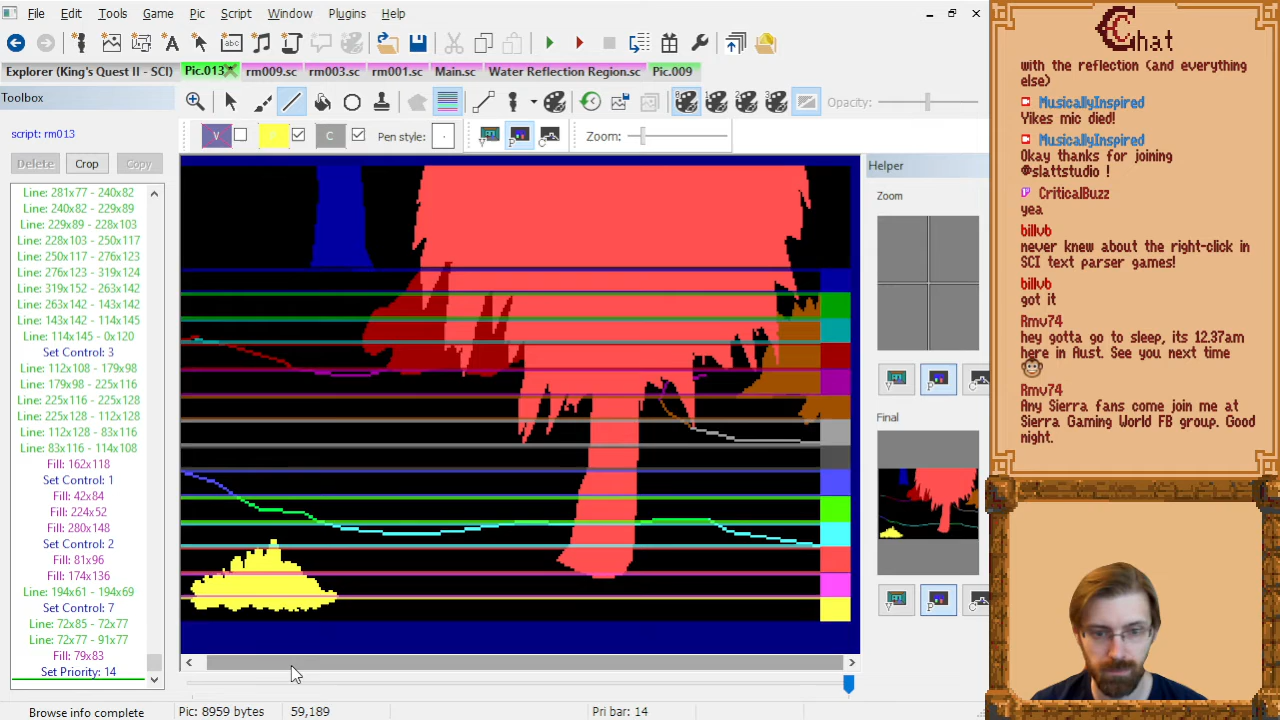 File Edit Tools Game Pic Script Window Plugins Help
Explorer (King's Quest II - SCI) Pic.013 rm009.sc rm003.sc rm001.sc Main.sc Water Reflection Region.sc Pic.009
Toolbox
Opacity:
script: rm013
V C Pen style: V P C Zoom:
Delete Crop Copy
Helper
Zoom
Final
Line: 281x77 - 240x82
Line: 240x82 - 229x89
Line: 229x89 - 228x103
Line: 228x103 - 250x117
Line: 250x117 - 276x123
Line: 276x123 - 319x124
Line: 319x152 - 263x142
Line: 263x142 - 143x142
Line: 143x142 - 114x145
Line: 114x145 - 0x120
Set Control: 3
Line: 112x108 - 179x98
Line: 179x98 - 225x116
Line: 225x116 - 225x128
Line: 225x128 - 112x128
Line: 112x128 - 83x116
Line: 83x116 - 114x108
Fill: 162x118
Set Control: 1
Fill: 42x84
Fill: 224x52
Fill: 280x148
Set Control: 2
Fill: 81x96
Fill: 174x136
Line: 194x61 - 194x69
Set Control: 7
Line: 72x85 - 72x77
Line: 72x77 - 91x77
Fill: 79x83
Set Priority: 14
Browse info complete Pic: 8959 bytes 59,189 Pri bar: 14
Chat
with the reflection (and everything
else)
MusicallyInspired
Yikes mic died!
MusicallyInspired
Okay thanks for joining
@slattstudio !
CriticalBuzz
yea
billvb
never knew about the right-click in
SCI text parser games!
billvb
got it
Rmv74
hey gotta go to sleep, its 12.37am
here in Aust. See you next time
Rmv74
Any Sierra fans come join me at
Sierra Gaming World FB group. Good
night.